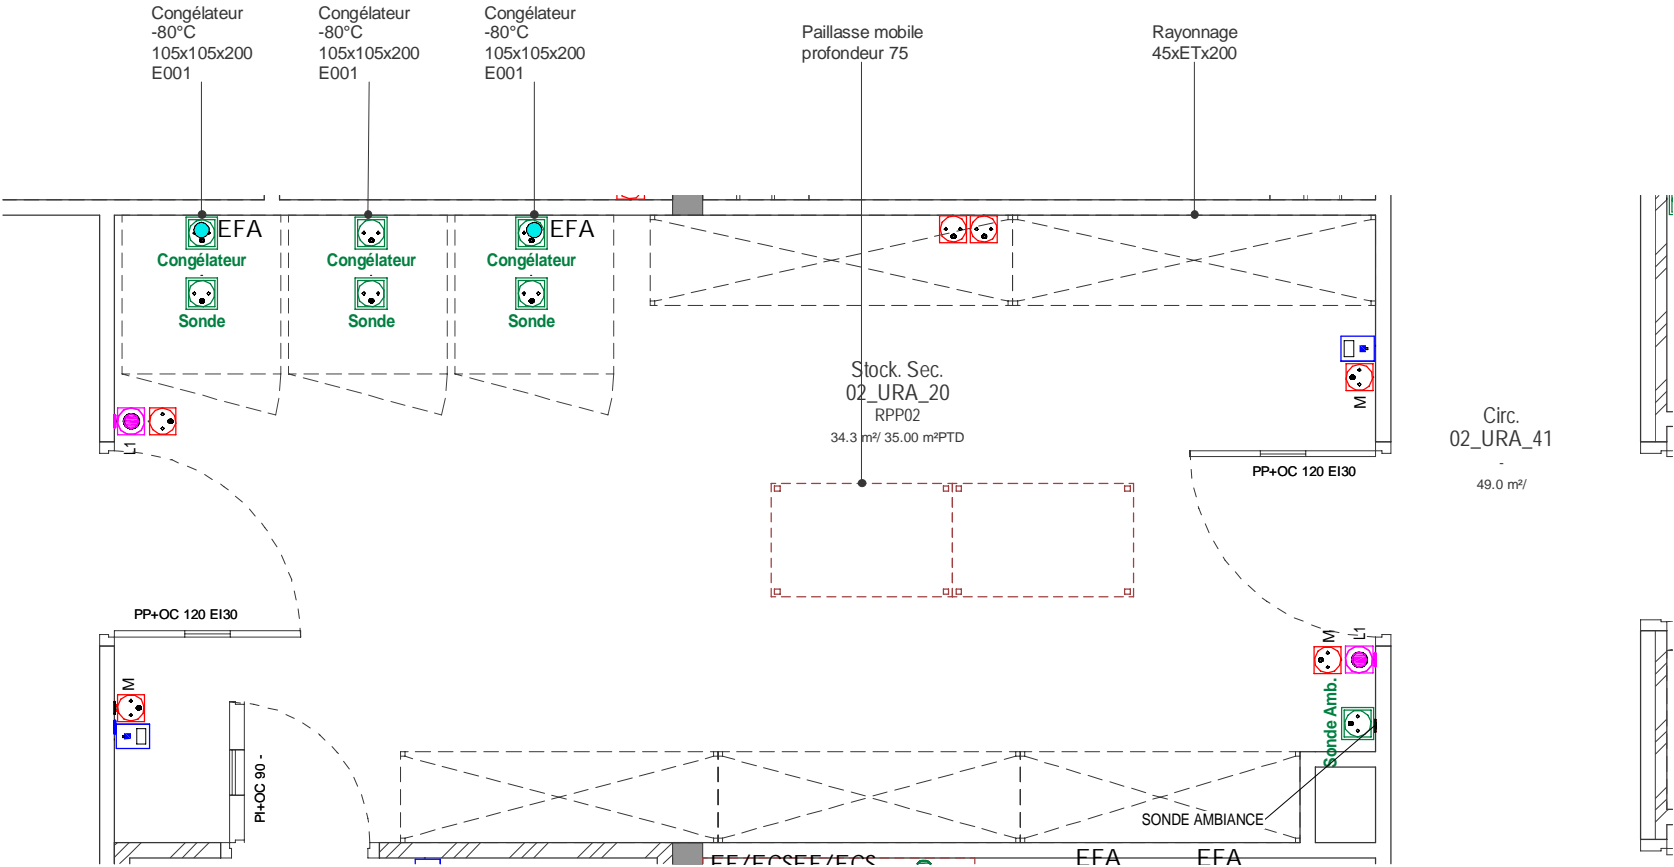 Congélateur
-80°C
105x105x200
E001
Congélateur
-80°C
105x105x200
E001
Congélateur
-80°C
105x105x200
E001
Paillasse mobile
profondeur 75
Rayonnage
45xETx200
EFA
EFA
Congélateur
Congélateur
Congélateur
Sonde
Sonde
Sonde
Stock. Sec.
02_URA_20
RPP02
34.3 m²/ 35.00 m²PTD
M
L1
Circ.
02_URA_41
-
49.0 m²/
PP+OC 120 EI30
PP+OC 120 EI30
M
L1
M
Sonde Amb.
PI+OC 90 -
SONDE AMBIANCE
EF/ECSEF/ECS
EFA
EFA